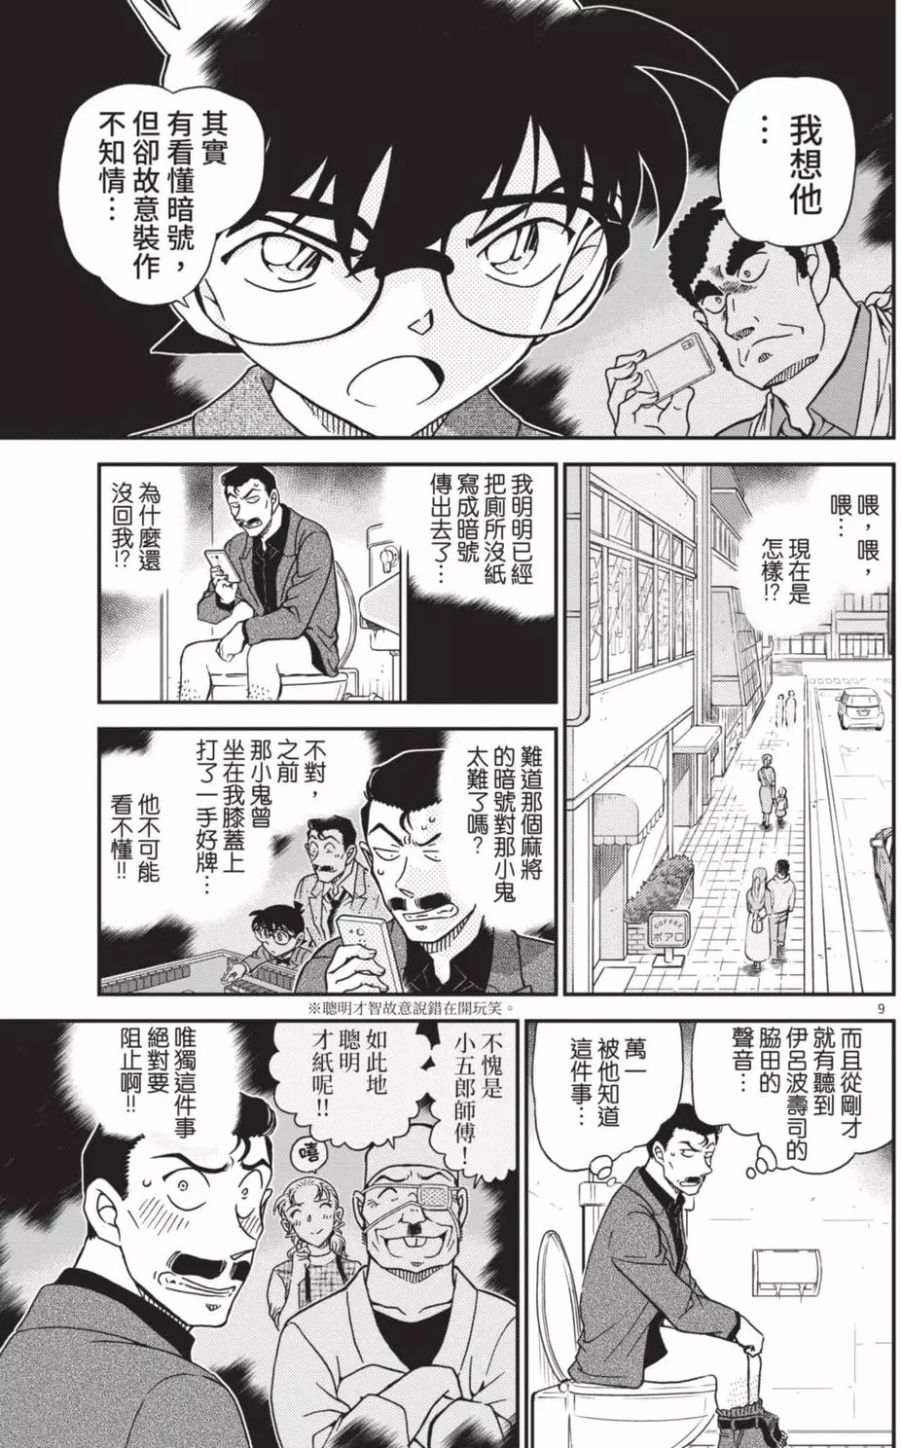 我想他
…
其實
有看懂暗號，
但卻故意裝作
不知情…
喂，喂，
喂…
現在是
怎樣!?
COFFEE
ポアロ
我明明已經
把廁所沒紙
寫成暗號
傳出去了…
為什麼還
沒回我!?
難道那個麻將
的暗號對那小鬼
太難了嗎？
不對，
之前
那小鬼曾
坐在我膝蓋上
打了一手好牌…
他不可能
看不懂!!
※聰明才智故意說錯在開玩笑。
9
而且從剛才
就有聽到
伊呂波壽司的
脇田的
聲音…
萬一
被他知道
這件事…
不愧是
小五郎師傅！
如此地
聰明
才紙呢!!
嘻
唯獨這件事
絕對要
阻止啊!!